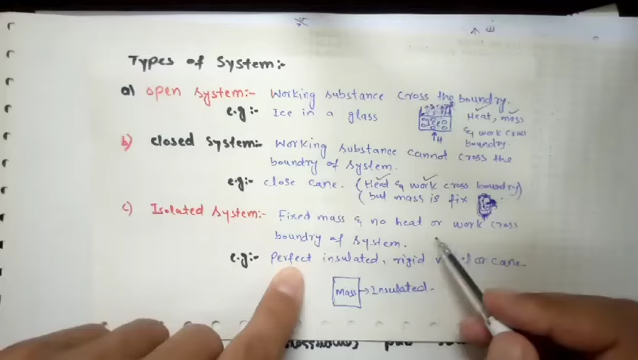 Types of System:-
a) open system:- Working substance cross the boundry.
e.g:- Ice in a glass
Heat, mass
& work cross
boundry.
H
b) closed system:- Working substance cannot cross the
boundry of system.
e.g:- close cane. (Heat & work cross boundry)
(but mass is fix
c) Isolated system:- Fixed mass & no heat or work cross
boundry of system.
e.g:- Perfect insulated, rigid or cane.
Mass → Insulated.